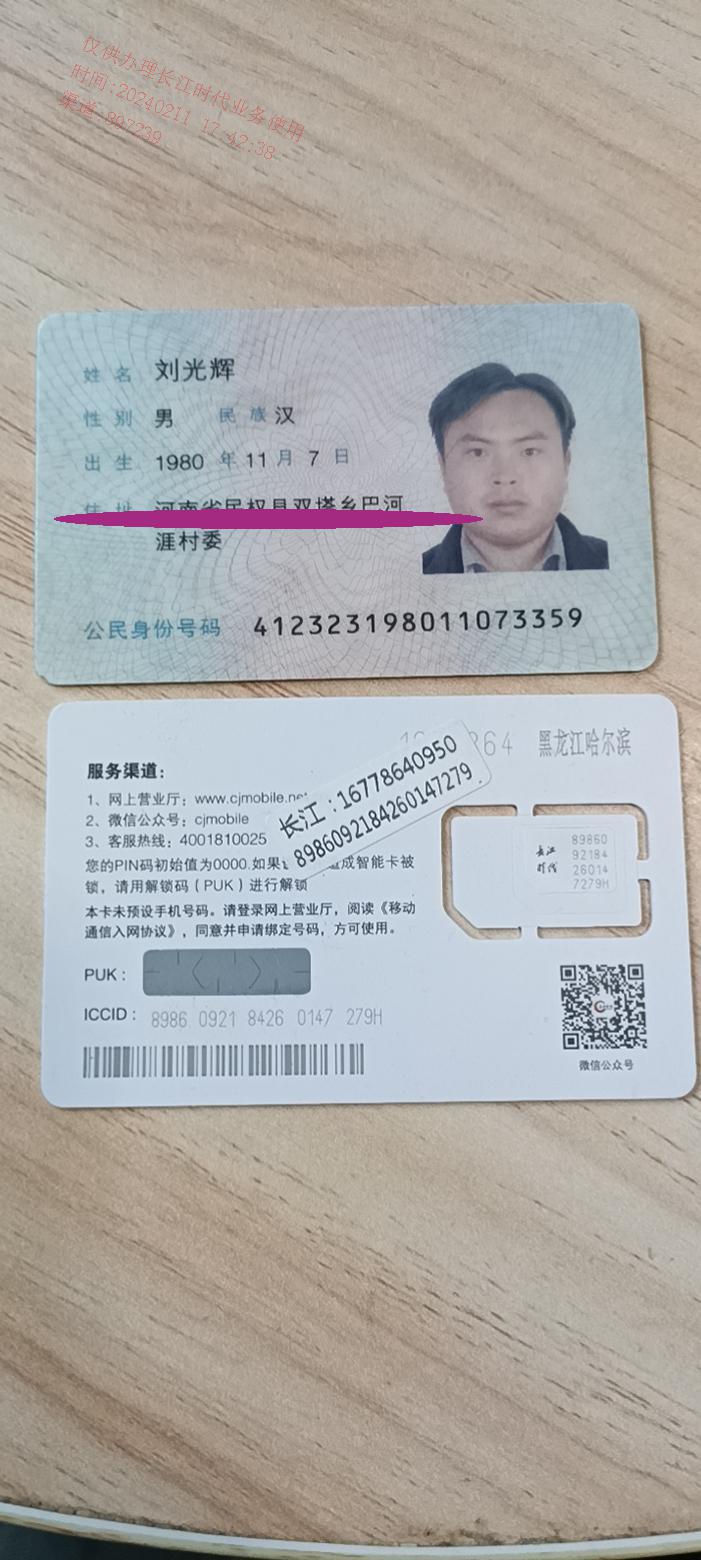 仅供办理长江时代业务使用
时间:20240211 17:42:38
渠道:897239
姓名 刘光辉
性别 男 民族 汉
出生 1980 年 11 月 7 日
住址 河南省民权县双塔乡巴河
涯村委
公民身份号码 412323198011073359
364 黑龙江哈尔滨
服务渠道：
1、网上营业厅：www.cjmobile.ne
2、微信公众号：cjmobile
3、客服热线：4001810025
长江：16778640950
8986092184260147279
您的PIN码初始值为0000.如果 成智能卡被
锁，请用解锁码（PUK）进行解锁
本卡未预设手机号码。请登录网上营业厅，阅读《移动
通信入网协议》，同意并申请绑定号码，方可使用。
长江
时代
89860
92184
26014
7279H
PUK：
ICCID： 8986 0921 8426 0147 279H
微信公众号